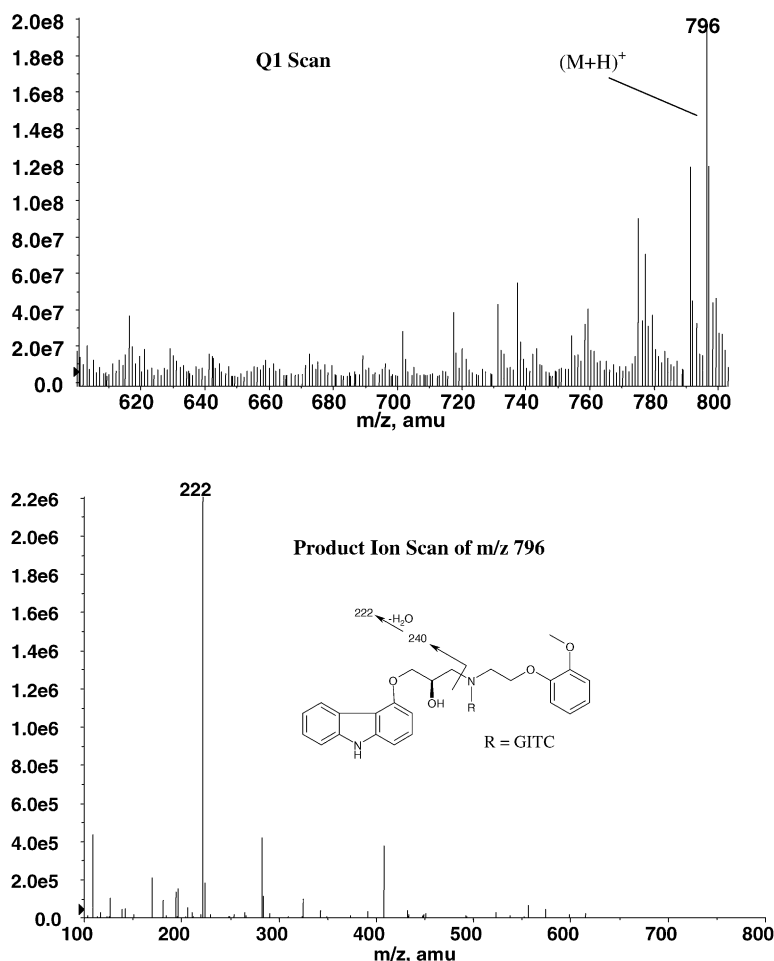 2.0e8
796
Q1 Scan
(M+H)+
1.8e8
1.6e8
1.4e8
1.2e8
1.0e8
8.0e7
6.0e7
4.0e7
2.0e7
0.0
620 640 660 680 700 720 740 760 780 800
m/z, amu
222
2.2e6
2.0e6
Product Ion Scan of m/z 796
1.8e6
1.6e6
222 -H2O
240
1.4e6
O
O
N
O
1.2e6
OH
R
1.0e6
N
H
R = GITC
8.0e5
6.0e5
4.0e5
2.0e5
0.0
100 200 300 400 500 600 700 800
m/z, amu